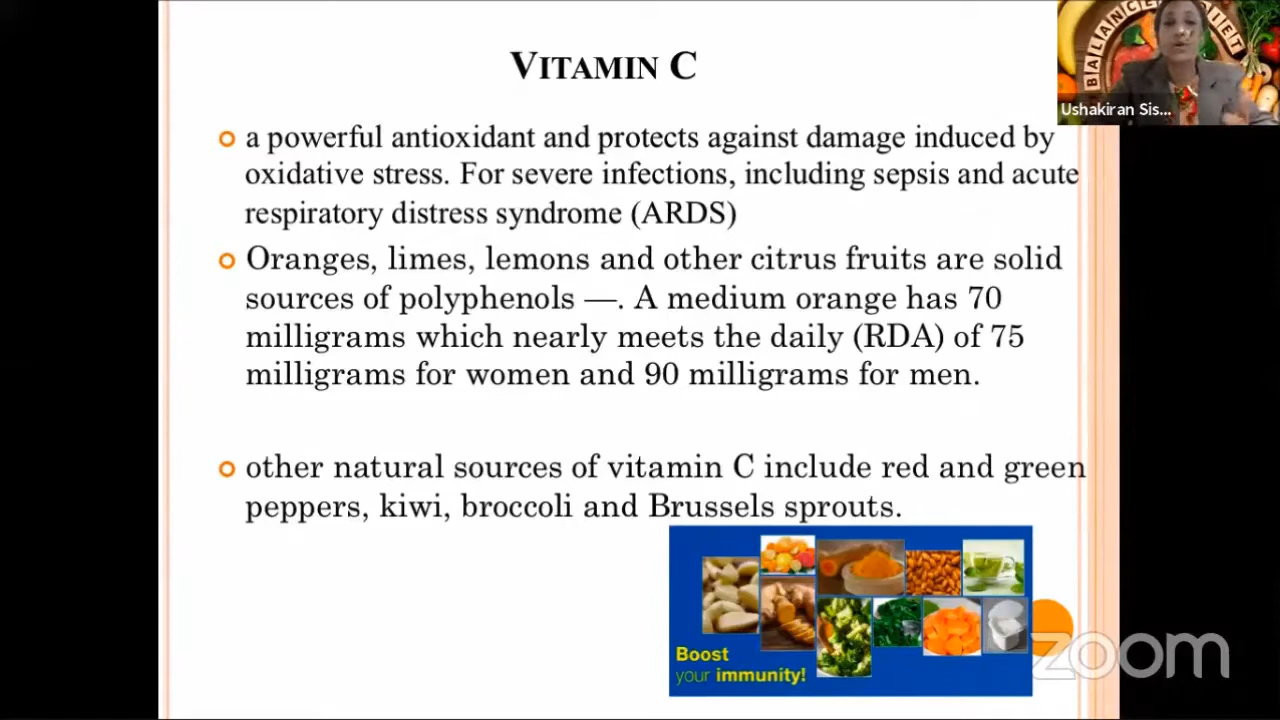 VITAMIN C
a powerful antioxidant and protects against damage induced by
oxidative stress. For severe infections, including sepsis and acute
respiratory distress syndrome (ARDS)
Oranges, limes, lemons and other citrus fruits are solid
sources of polyphenols —. A medium orange has 70
milligrams which nearly meets the daily (RDA) of 75
milligrams for women and 90 milligrams for men.
other natural sources of vitamin C include red and green
peppers, kiwi, broccoli and Brussels sprouts.
Boost
your immunity!
BALANCE DIET
Ushakiran Sis...
zoom